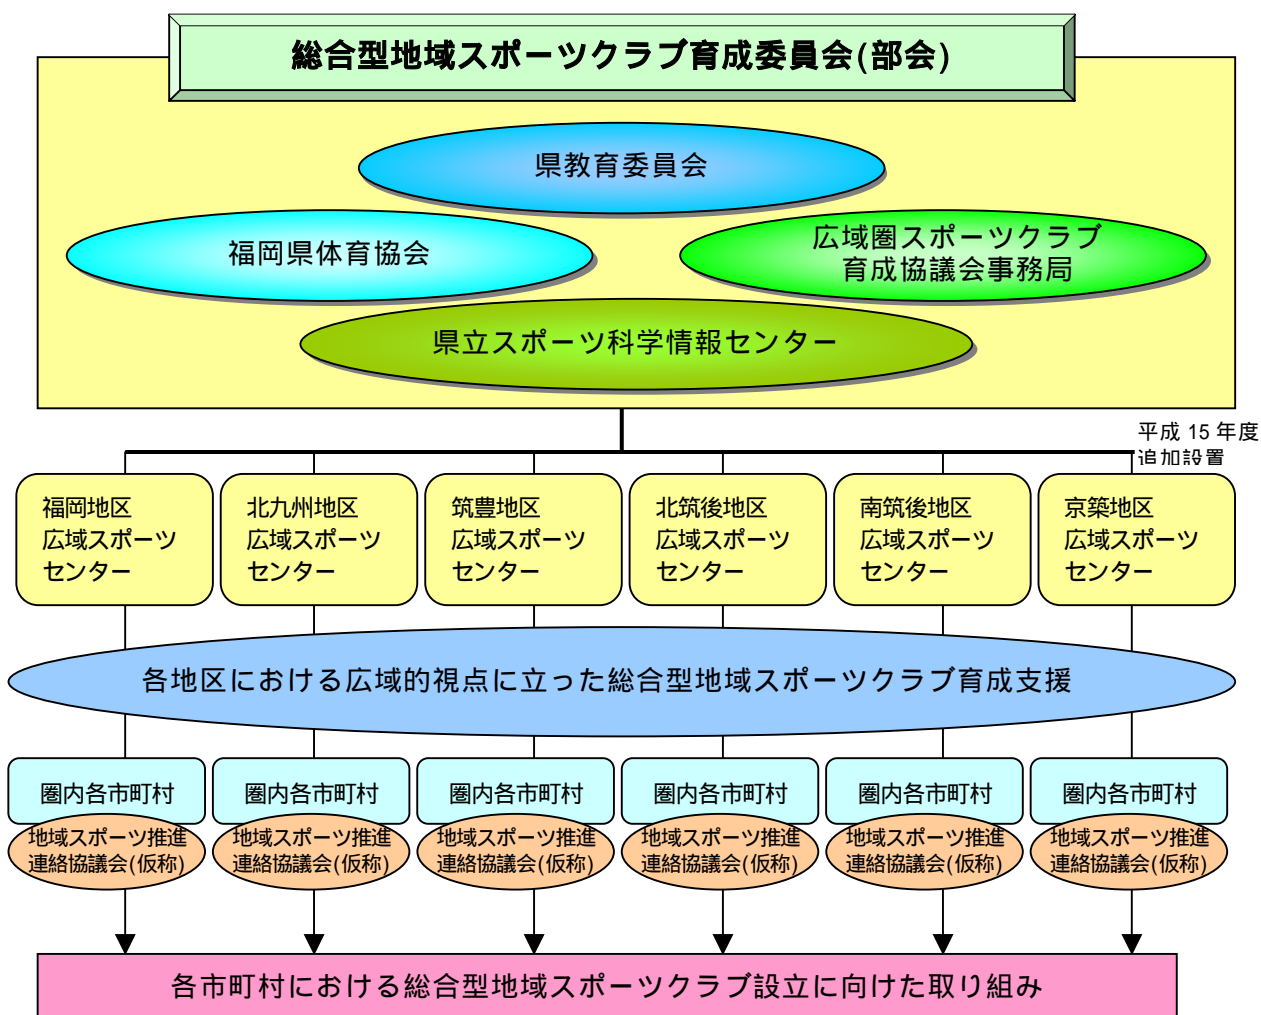 総合型地域スポーツクラブ育成委員会(部会)
県教育委員会
福岡県体育協会
広域圏スポーツクラブ
育成協議会事務局
県立スポーツ科学情報センター
平成 15 年度
追加設置
福岡地区
広域スポーツ
センター
北九州地区
広域スポーツ
センター
筑豊地区
広域スポーツ
センター
北筑後地区
広域スポーツ
センター
南筑後地区
広域スポーツ
センター
京築地区
広域スポーツ
センター
各地区における広域的視点に立った総合型地域スポーツクラブ育成支援
圏内各市町村
地域スポーツ推進
連絡協議会(仮称)
圏内各市町村
地域スポーツ推進
連絡協議会(仮称)
圏内各市町村
地域スポーツ推進
連絡協議会(仮称)
圏内各市町村
地域スポーツ推進
連絡協議会(仮称)
圏内各市町村
地域スポーツ推進
連絡協議会(仮称)
圏内各市町村
地域スポーツ推進
連絡協議会(仮称)
各市町村における総合型地域スポーツクラブ設立に向けた取り組み